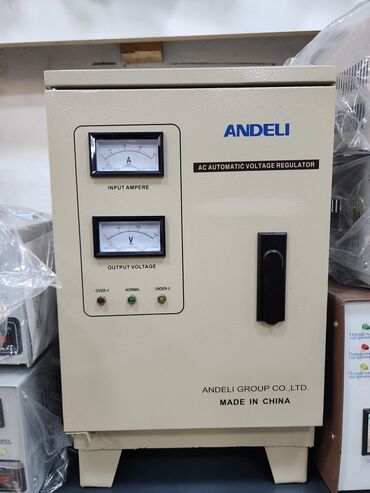 ANDELI
AC AUTOMATIC VOLTAGE REGULATOR
A
INPUT AMPERE
V
OUTPUT VOLTAGE
OVER-V NORMAL UNDER-V
ANDELI GROUP CO.,LTD.
MADE IN CHINA